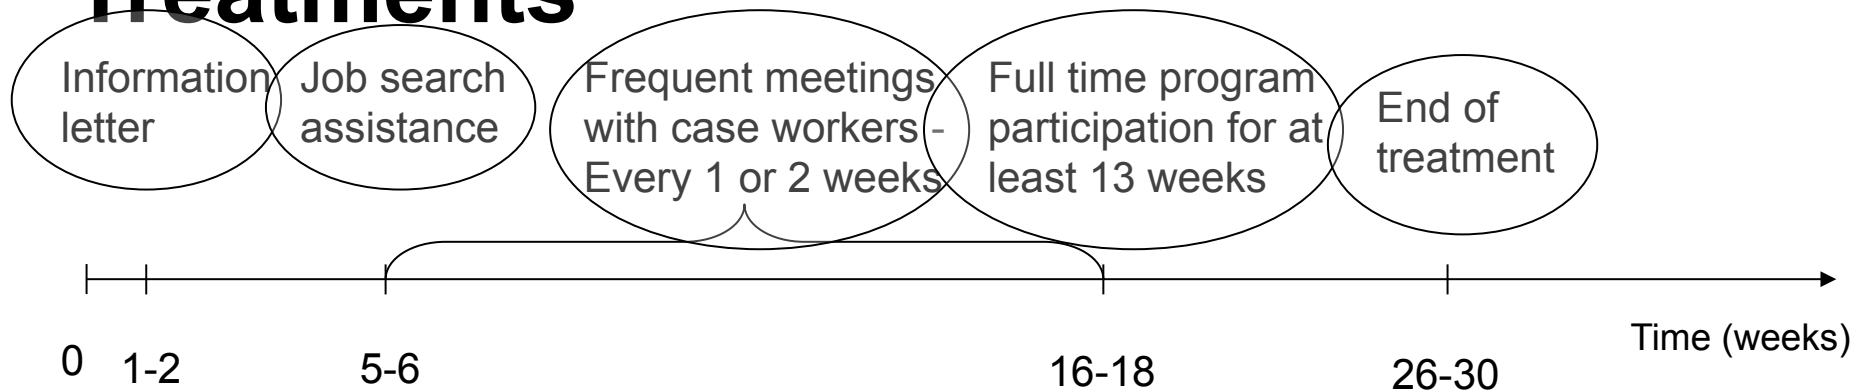 Treatments
Information
letter
Job search
assistance
Frequent meetings
with case workers -
Every 1 or 2 weeks
Full time program
participation for at
least 13 weeks
End of
treatment
Time (weeks)
0
1-2
5-6
16-18
26-30